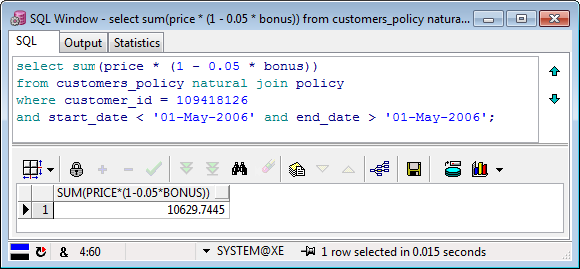 SQL Window - select sum(price * (1 - 0.05 * bonus)) from customers_policy natura...
SQL Output Statistics
select sum(price * (1 - 0.05 * bonus))
from customers_policy natural join policy
where customer_id = 109418126
and start_date < '01-May-2006' and end_date > '01-May-2006';
SUM(PRICE*(1-0.05*BONUS))
1 10629.7445
& 4:60 SYSTEM@XE 1 row selected in 0.015 seconds